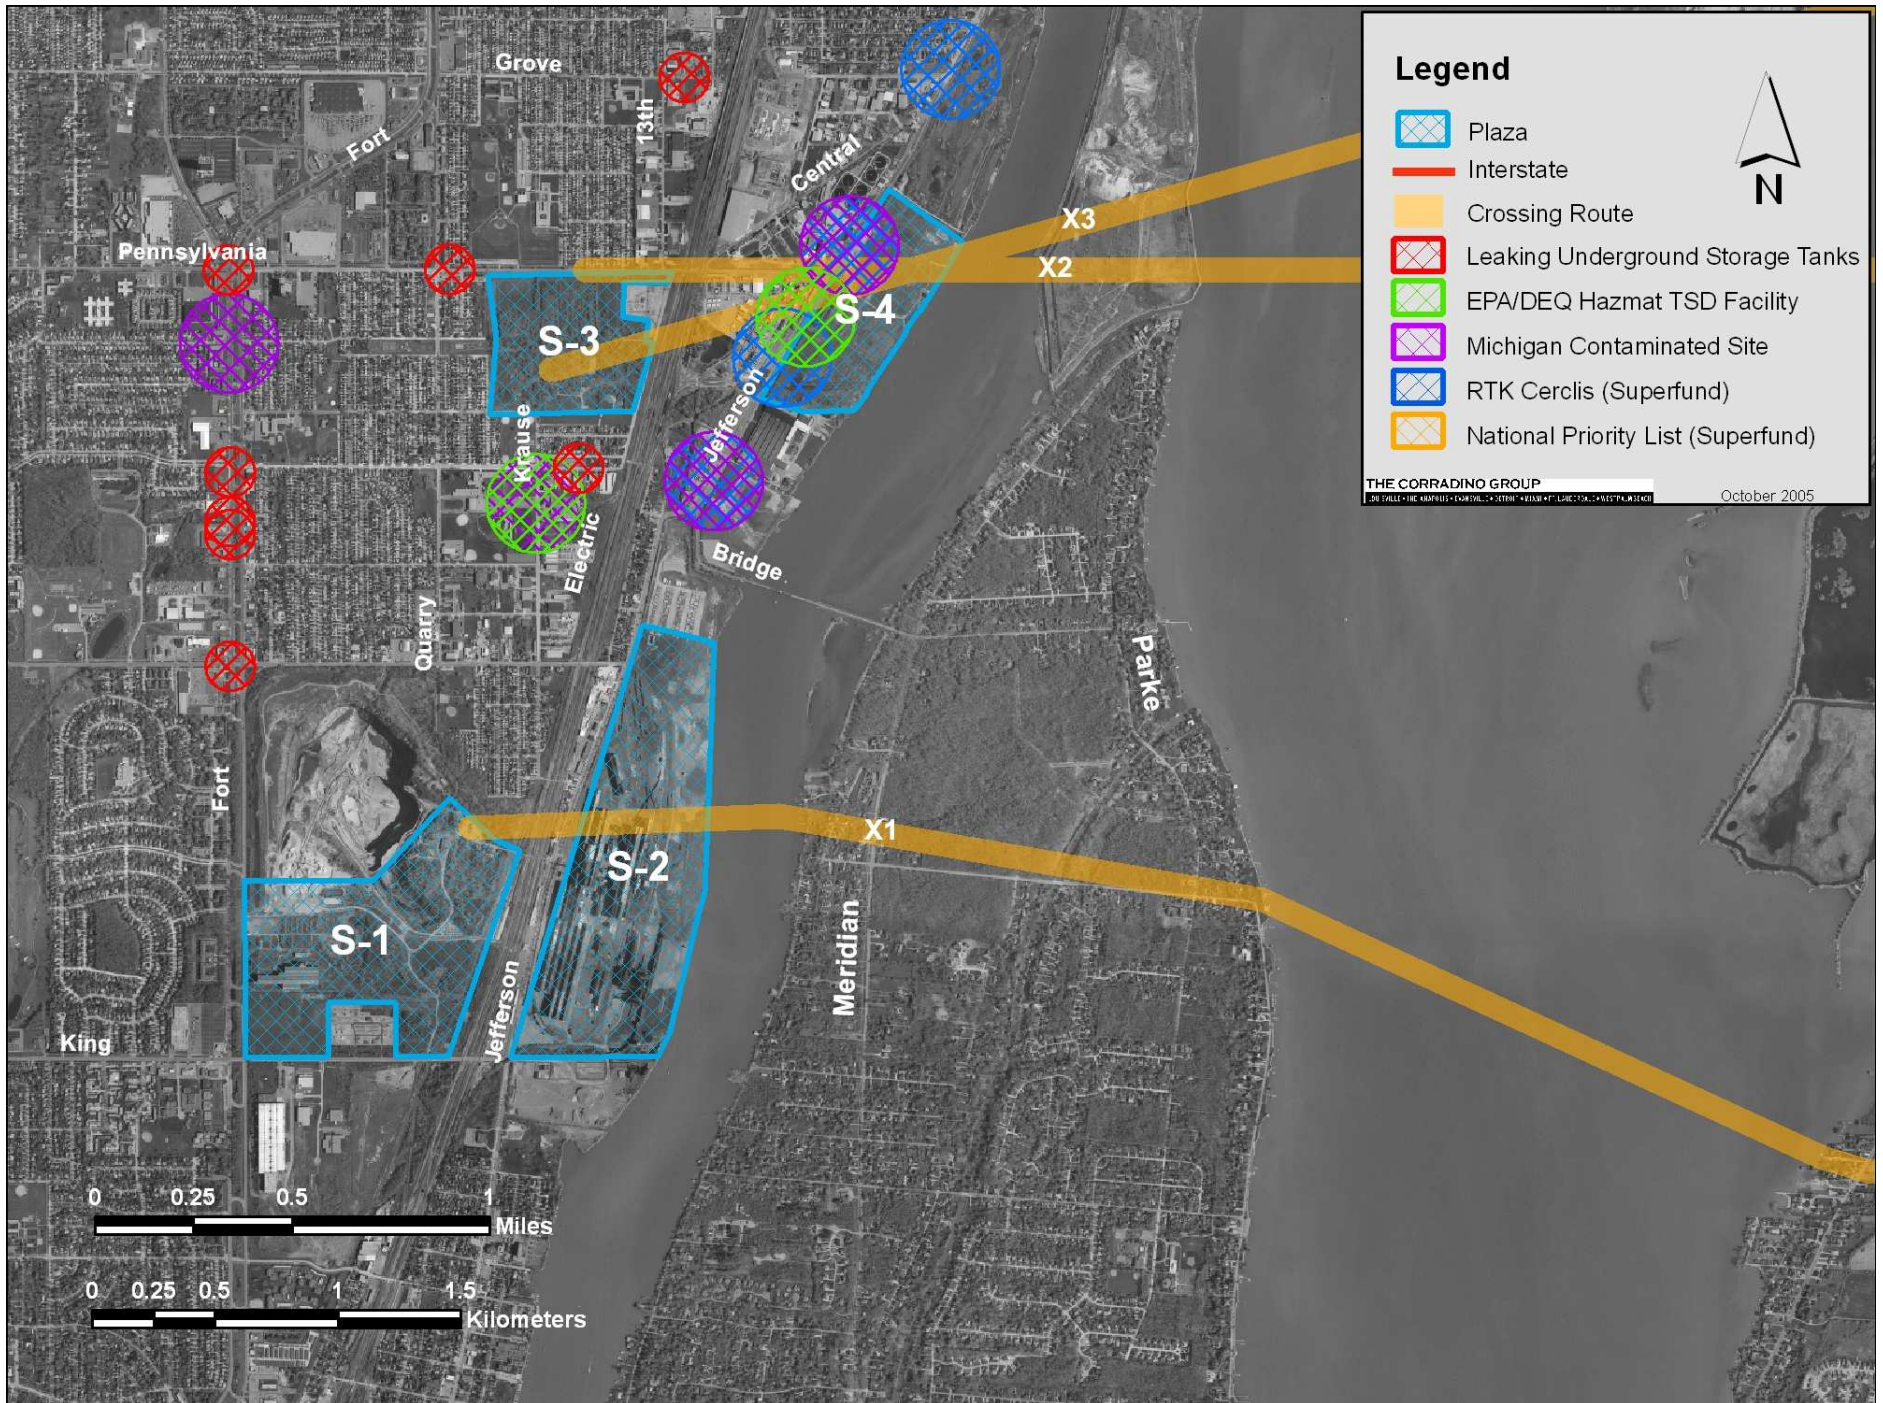 Grove
13th
Fort
Central
Pennsylvania
X3
X2
S-3
S-4
Krause
Jefferson
Electric
Bridge
Quarry
Parke
Fort
X1
S-2
S-1
Meridian
Jefferson
King
0 0.25 0.5 1
Miles
0 0.25 0.5 1 1.5
Kilometers
Legend
Plaza
Interstate
Crossing Route
Leaking Underground Storage Tanks
EPA/DEQ Hazmat TSD Facility
Michigan Contaminated Site
RTK Cerclis (Superfund)
National Priority List (Superfund)
N
THE CORRADINO GROUP
October 2005